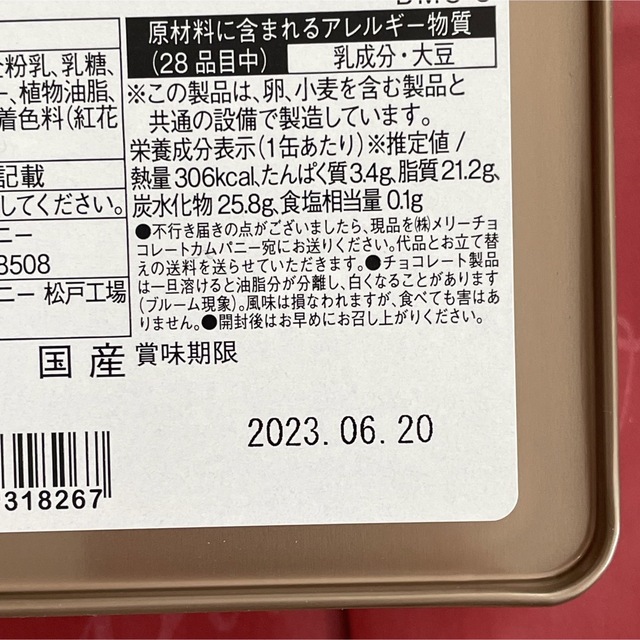 原材料に含まれるアレルギー物質
(28品目中) 乳成分・大豆
※この製品は、卵、小麦を含む製品と
共通の設備で製造しています。
栄養成分表示(1缶あたり)※推定値/
熱量306kcal、たんぱく質3.4g、脂質21.2g、
炭水化物25.8g、食塩相当量0.1g
●不行き届きの点がございましたら、現品を㈱メリーチョ
コレートカムパニー宛にお送りください。代品とお立て替
えの送料を送らせていただきます。●チョコレート製品
は一旦溶けると油脂分が分離し、白くなることがあります
(ブルーム現象)。風味は損なわれますが、食べても害はあ
りません。●開封後はお早めにお召し上がりください。
粉乳、乳糖、
、植物油脂、
着色料(紅花
記載
してください。
ニー
8508
ニー 松戸工場
国産
賞味期限
2023.06.20
318267